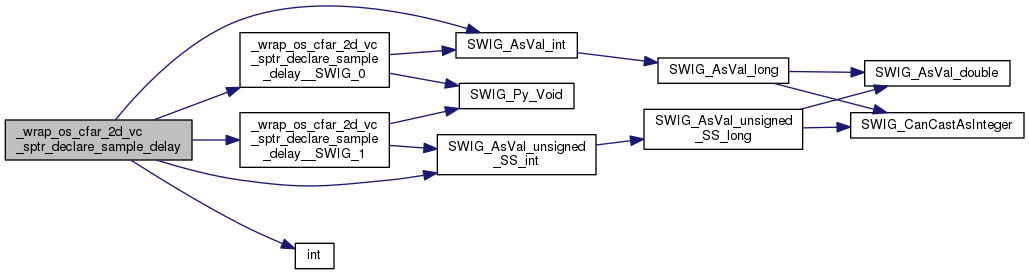 _wrap_os_cfar_2d_vc
_sptr_declare_sample_delay
_wrap_os_cfar_2d_vc
_sptr_declare_sample
_delay__SWIG_0
_wrap_os_cfar_2d_vc
_sptr_declare_sample
_delay__SWIG_1
int
SWIG_AsVal_int
SWIG_Py_Void
SWIG_AsVal_unsigned
_SS_int
SWIG_AsVal_long
SWIG_AsVal_unsigned
_SS_long
SWIG_AsVal_double
SWIG_CanCastAsInteger